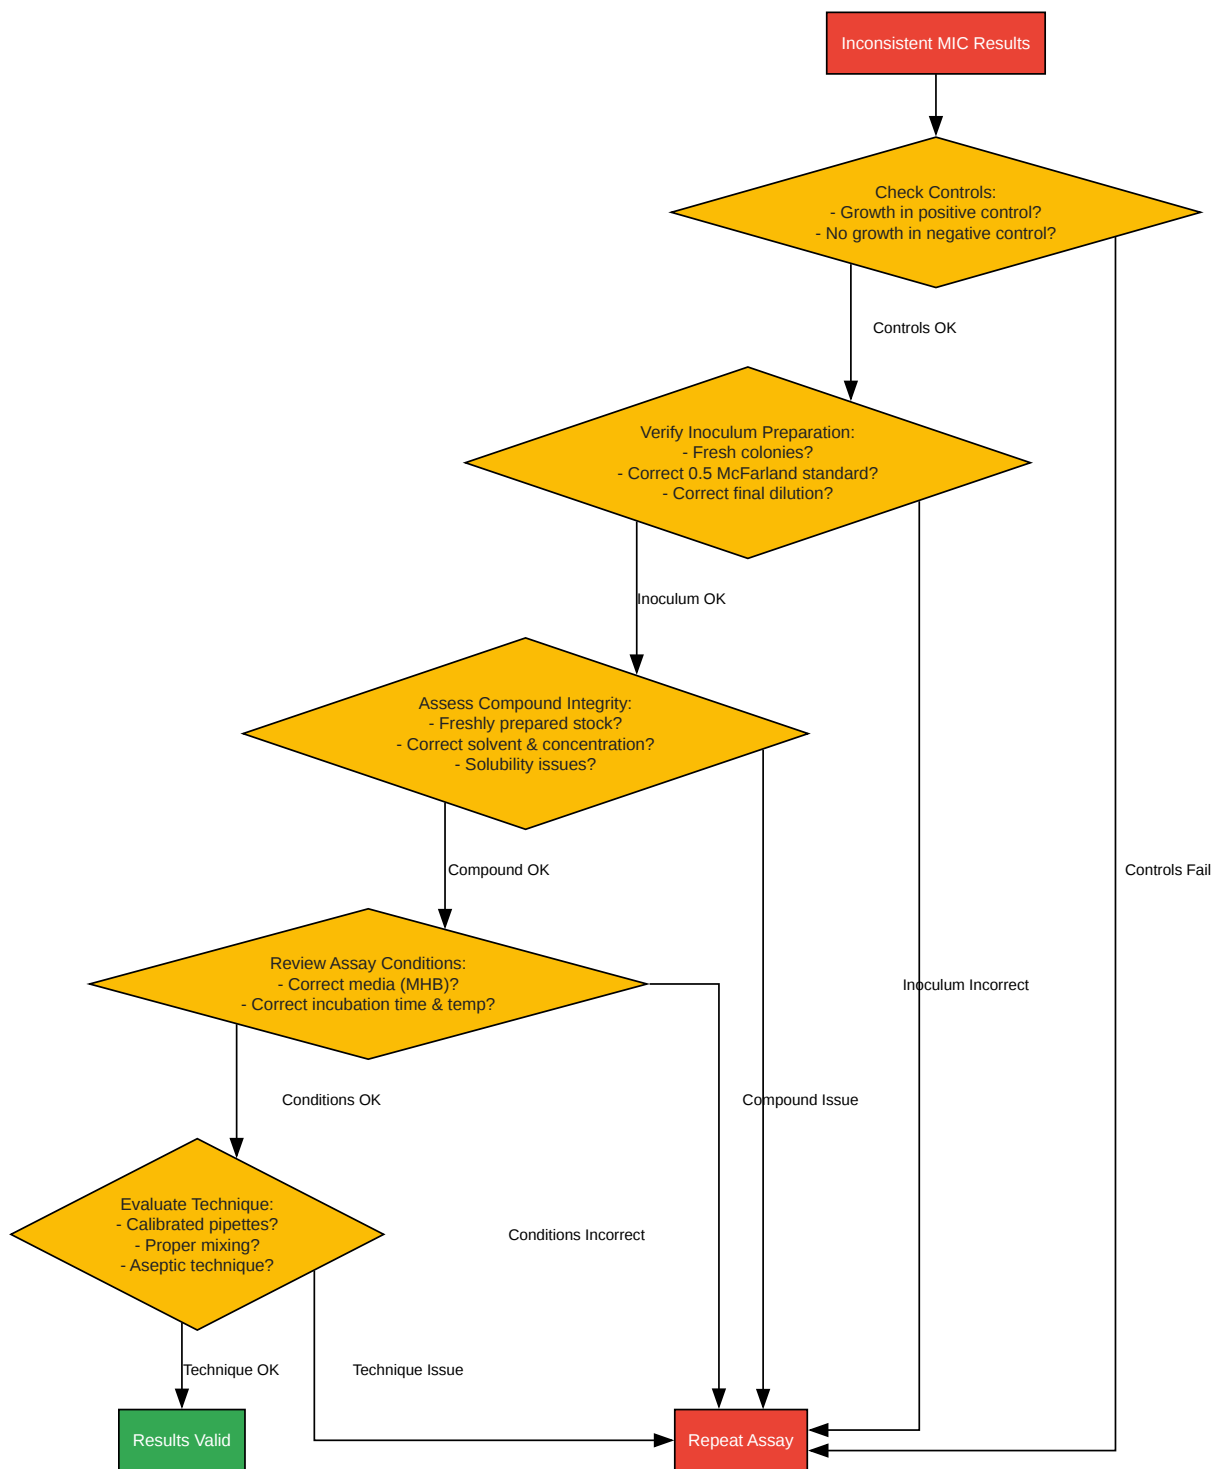 Inconsistent MIC Results
Check Controls:
- Growth in positive control?
- No growth in negative control?
Controls OK
Verify Inoculum Preparation:
- Fresh colonies?
- Correct 0.5 McFarland standard?
- Correct final dilution?
Inoculum OK
Assess Compound Integrity:
- Freshly prepared stock?
- Correct solvent & concentration?
- Solubility issues?
Compound OK
Controls Fail
Review Assay Conditions:
- Correct media (MHB)?
- Correct incubation time & temp?
Inoculum Incorrect
Conditions OK
Compound Issue
Evaluate Technique:
- Calibrated pipettes?
- Proper mixing?
- Aseptic technique?
Conditions Incorrect
Technique OK
Technique Issue
Results Valid
Repeat Assay